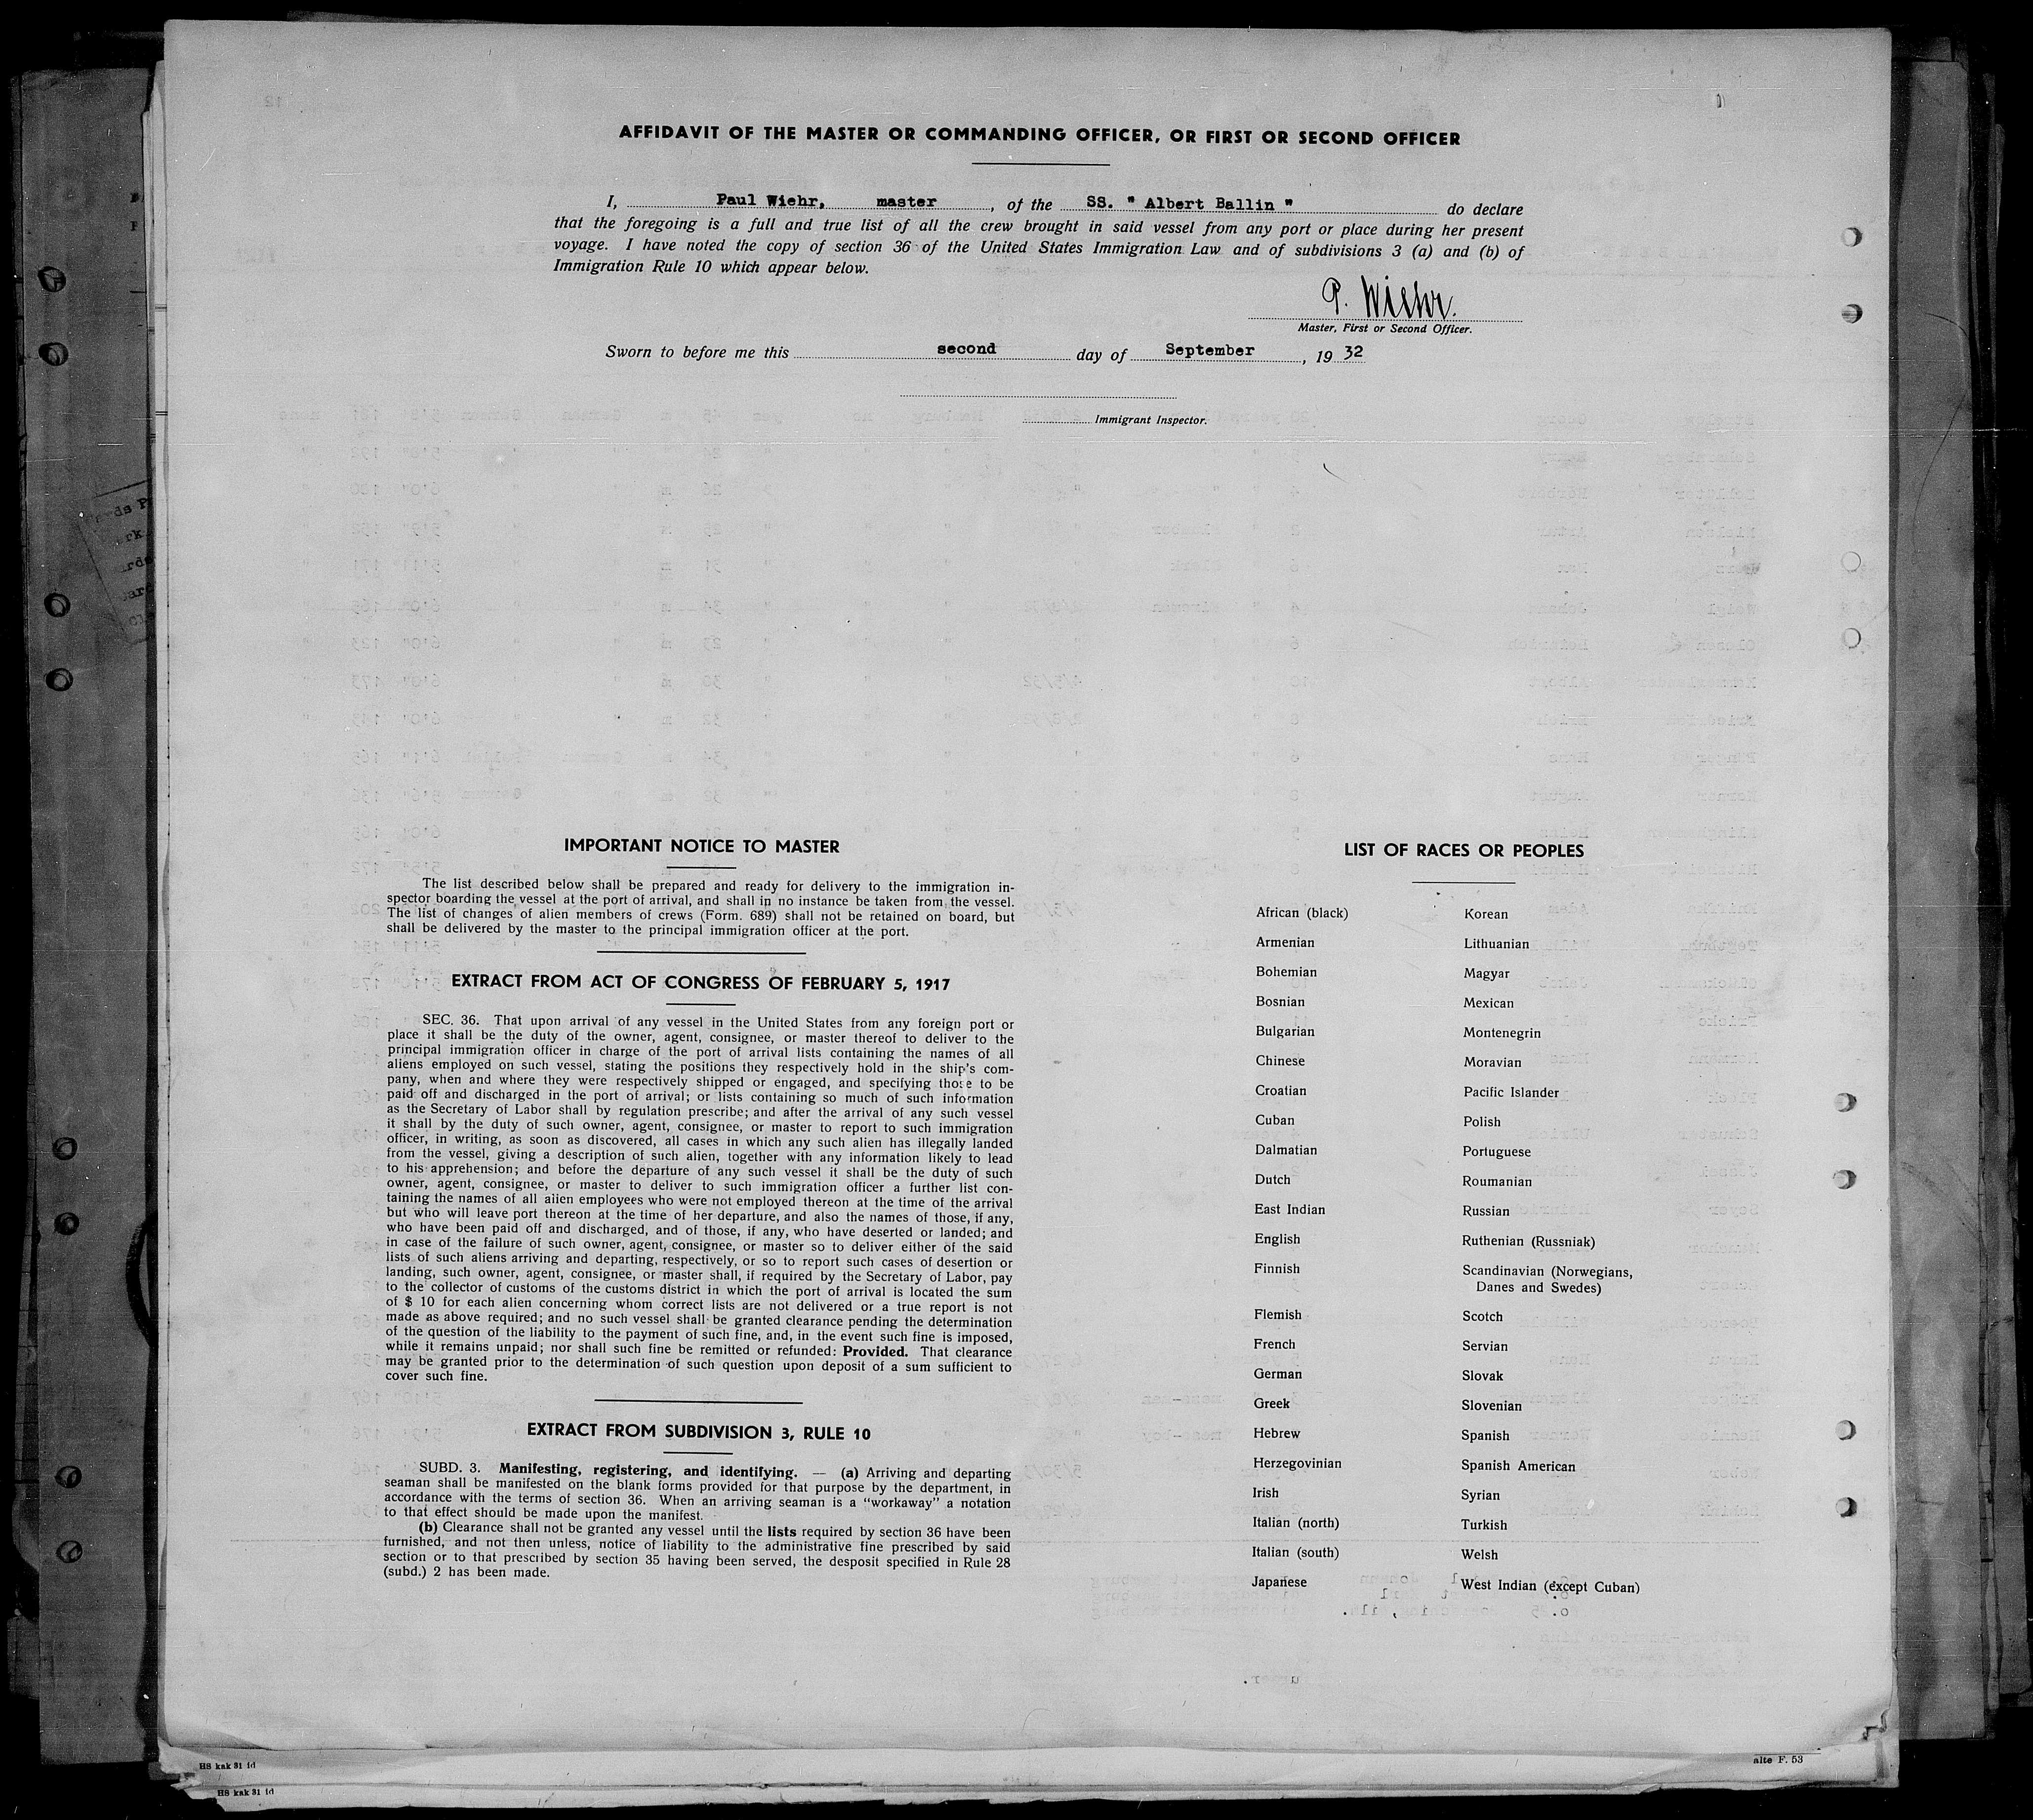 AFFIDAVIT OF THE MASTER OR COMMANDING OFFICER, OR FIRST OR SECOND OFFICER
I, Paul Wiehr, master, of the SS. " Albert Ballin " do declare
that the foregoing is a full and true list of all the crew brought in said vessel from any port or place during her present
voyage. I have noted the copy of section 36 of the United States Immigration Law and of subdivisions 3 (a) and (b) of
Immigration Rule 10 which appear below.
P. Wiehr.
Master, First or Second Officer.
Sworn to before me this second day of September, 19 32
Immigrant Inspector.
IMPORTANT NOTICE TO MASTER
The list described below shall be prepared and ready for delivery to the immigration in-
spector boarding the vessel at the port of arrival, and shall in no instance be taken from the vessel.
The list of changes of alien members of crews (Form. 689) shall not be retained on board, but
shall be delivered by the master to the principal immigration officer at the port.
EXTRACT FROM ACT OF CONGRESS OF FEBRUARY 5, 1917
SEC. 36. That upon arrival of any vessel in the United States from any foreign port or
place it shall be the duty of the owner, agent, consignee, or master thereof to deliver to the
principal immigration officer in charge of the port of arrival lists containing the names of all
aliens employed on such vessel, stating the positions they respectively hold in the ship's com-
pany, when and where they were respectively shipped or engaged, and specifying those to be
paid off and discharged in the port of arrival; or lists containing so much of such information
as the Secretary of Labor shall by regulation prescribe; and after the arrival of any such vessel
it shall by the duty of such owner, agent, consignee, or master to report to such immigration
officer, in writing, as soon as discovered, all cases in which any such alien has illegally landed
from the vessel, giving a description of such alien, together with any information likely to lead
to his apprehension; and before the departure of any such vessel it shall be the duty of such
owner, agent, consignee, or master to deliver to such immigration officer a further list con-
taining the names of all alien employees who were not employed thereon at the time of the arrival
but who will leave port thereon at the time of her departure, and also the names of those, if any,
who have been paid off and discharged, and of those, if any, who have deserted or landed; and
in case of the failure of such owner, agent, consignee, or master so to deliver either of the said
lists of such aliens arriving and departing, respectively, or so to report such cases of desertion or
landing, such owner, agent, consignee, or master shall, if required by the Secretary of Labor, pay
to the collector of customs of the customs district in which the port of arrival is located the sum
of $ 10 for each alien concerning whom correct lists are not delivered or a true report is not
made as above required; and no such vessel shall be granted clearance pending the determination
of the question of the liability to the payment of such fine, and, in the event such fine is imposed,
while it remains unpaid; nor shall such fine be remitted or refunded: Provided. That clearance
may be granted prior to the determination of such question upon deposit of a sum sufficient to
cover such fine.
EXTRACT FROM SUBDIVISION 3, RULE 10
SUBD. 3. Manifesting, registering, and identifying. — (a) Arriving and departing
seaman shall be manifested on the blank forms provided for that purpose by the department, in
accordance with the terms of section 36. When an arriving seaman is a "workaway" a notation
to that effect should be made upon the manifest.
(b) Clearance shall not be granted any vessel until the lists required by section 36 have been
furnished, and not then unless, notice of liability to the administrative fine prescribed by said
section or to that prescribed by section 35 having been served, the desposit specified in Rule 28
(subd.) 2 has been made.
LIST OF RACES OR PEOPLES
African (black)
Armenian
Bohemian
Bosnian
Bulgarian
Chinese
Croatian
Cuban
Dalmatian
Dutch
East Indian
English
Finnish
Flemish
French
German
Greek
Hebrew
Herzegovinian
Irish
Italian (north)
Italian (south)
Japanese
Korean
Lithuanian
Magyar
Mexican
Montenegrin
Moravian
Pacific Islander
Polish
Portuguese
Roumanian
Russian
Ruthenian (Russniak)
Scandinavian (Norwegians,
Danes and Swedes)
Scotch
Servian
Slovak
Slovenian
Spanish
Spanish American
Syrian
Turkish
Welsh
West Indian (except Cuban)
HS kak 31 id
alte F. 53
HS kak 31 id